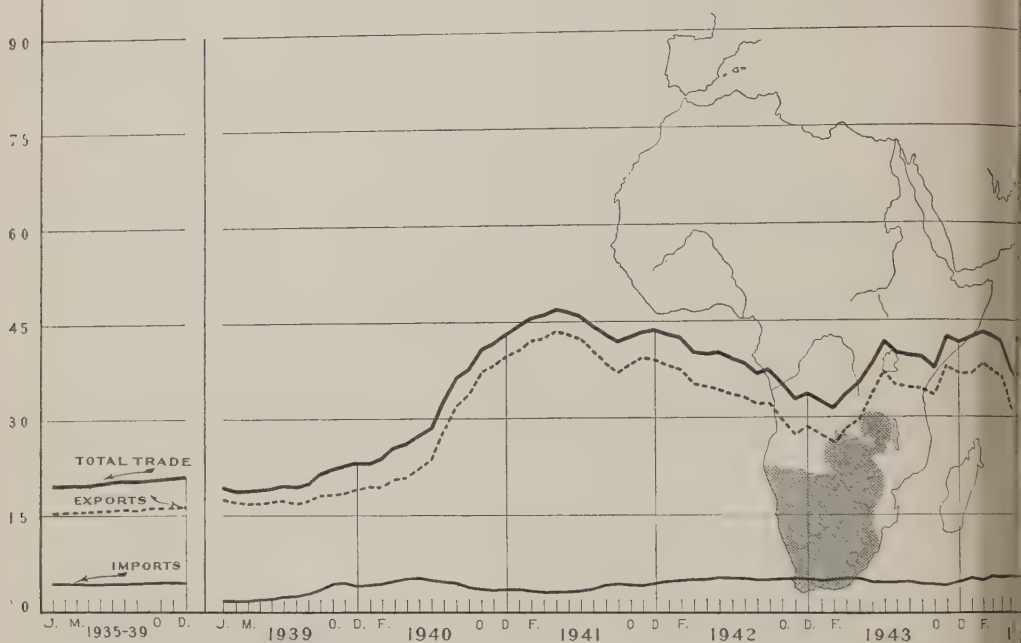 90
75
60
45
30
TOTAL TRADE
EXPORTS
15
IMPORTS
0
J. M. O D. J. M. O. D. F. O D F. O D F. O. D. F. O D F.
1935-39 1939 1940 1941 1942 1943